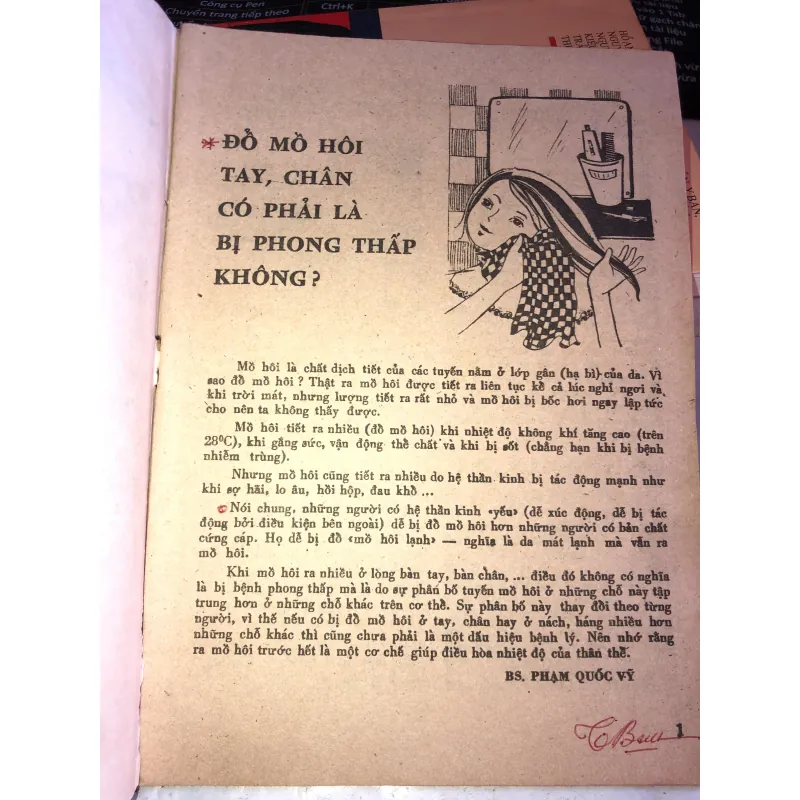 Công cụ Pen
Chuyển trang tiếp theo
Ctrl+K
* ĐỔ MỒ HÔI
TAY, CHÂN
CÓ PHẢI LÀ
BỊ PHONG THẤP
KHÔNG?
Mồ hôi là chất dịch tiết của các tuyến nằm ở lớp gân (hạ bì) của da. Vì
sao đổ mồ hôi ? Thật ra mồ hôi được tiết ra liên tục kể cả lúc nghỉ ngơi và
khi trời mát, nhưng lượng tiết ra rất nhỏ và mồ hôi bị bốc hơi ngay lập tức
cho nên ta không thấy được.
Mồ hôi tiết ra nhiều (đổ mồ hôi) khi nhiệt độ không khí tăng cao (trên
28°C), khi gắng sức, vận động thể chất và khi bị sốt (chẳng hạn khi bị bệnh
nhiễm trùng).
Nhưng mồ hôi cũng tiết ra nhiều do hệ thần kinh bị tác động mạnh như
khi sợ hãi, lo âu, hồi hộp, đau khổ ...
Nói chung, những người có hệ thần kinh «yếu» (dễ xúc động, dễ bị tác
động bởi điều kiện bên ngoài) dễ bị đổ mồ hôi hơn những người có bản chất
cứng cáp. Họ dễ bị đổ «mồ hôi lạnh» — nghĩa là da mát lạnh mà vẫn ra
mồ hôi.
Khi mồ hôi ra nhiều ở lòng bàn tay, bàn chân, ... điều đó không có nghĩa
là bị bệnh phong thấp mà là do sự phân bố tuyến mồ hôi ở những chỗ này tập
trung hơn ở những chỗ khác trên cơ thể. Sự phân bố này thay đổi theo từng
người, vì thế nếu có bị đổ mồ hôi ở tay, chân hay ở nách, háng nhiều hơn
những chỗ khác thì cũng chưa phải là một dấu hiệu bệnh lý. Nên nhớ rằng
ra mồ hôi trước hết là một cơ chế giúp điều hòa nhiệt độ của thân thể.
BS. PHẠM QUỐC VỸ
1